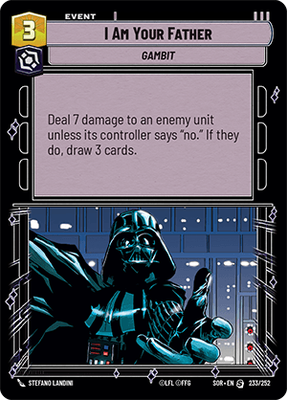 EVENT
3
I AM YOUR FATHER
GAMBIT
Deal 7 damage to an enemy unit
unless its controller says “no.” If they
do, draw 3 cards.
STEFANO LANDINI
©LFL ©FFG
SOR • EN
233/252